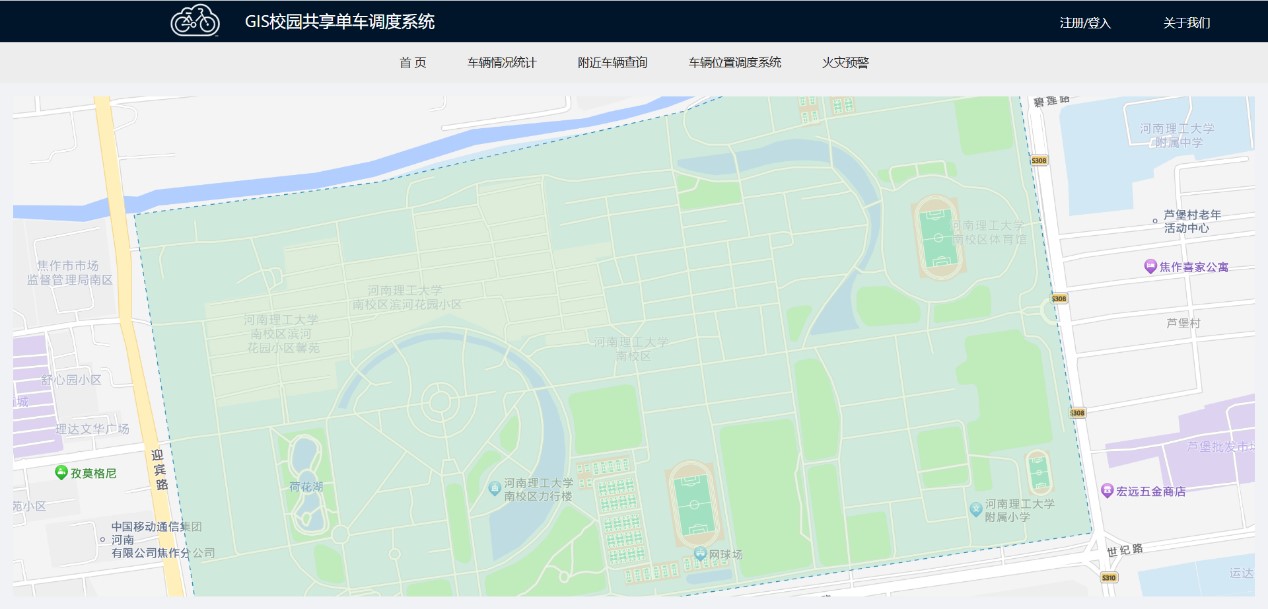 GIS校园共享单车调度系统
注册/登入
关于我们
首 页
车辆情况统计
附近车辆查询
车辆位置调度系统
火灾预警
碧莲路
河南理工大学
附属中学
S308
芦堡村老年
活动中心
河南理工大学
南校区体育馆
焦作市市场
监督管理局南区
焦作喜家公寓
河南理工大学
南校区滨河花园小区
S308
河南理工大学
南校区滨河
花园小区馨苑
芦堡村
河南理工大学
南校区
舒心园小区
城
S308
理达文华广场
芦堡批发市
迎宾路
孜莫格尼
荷花湖
河南理工大学
南校区力行楼
宏远五金商店
苑小区
河南理工大学
附属小学
中国移动通信集团
河南
有限公司焦作分公司
网球场
世纪路
S310
运达